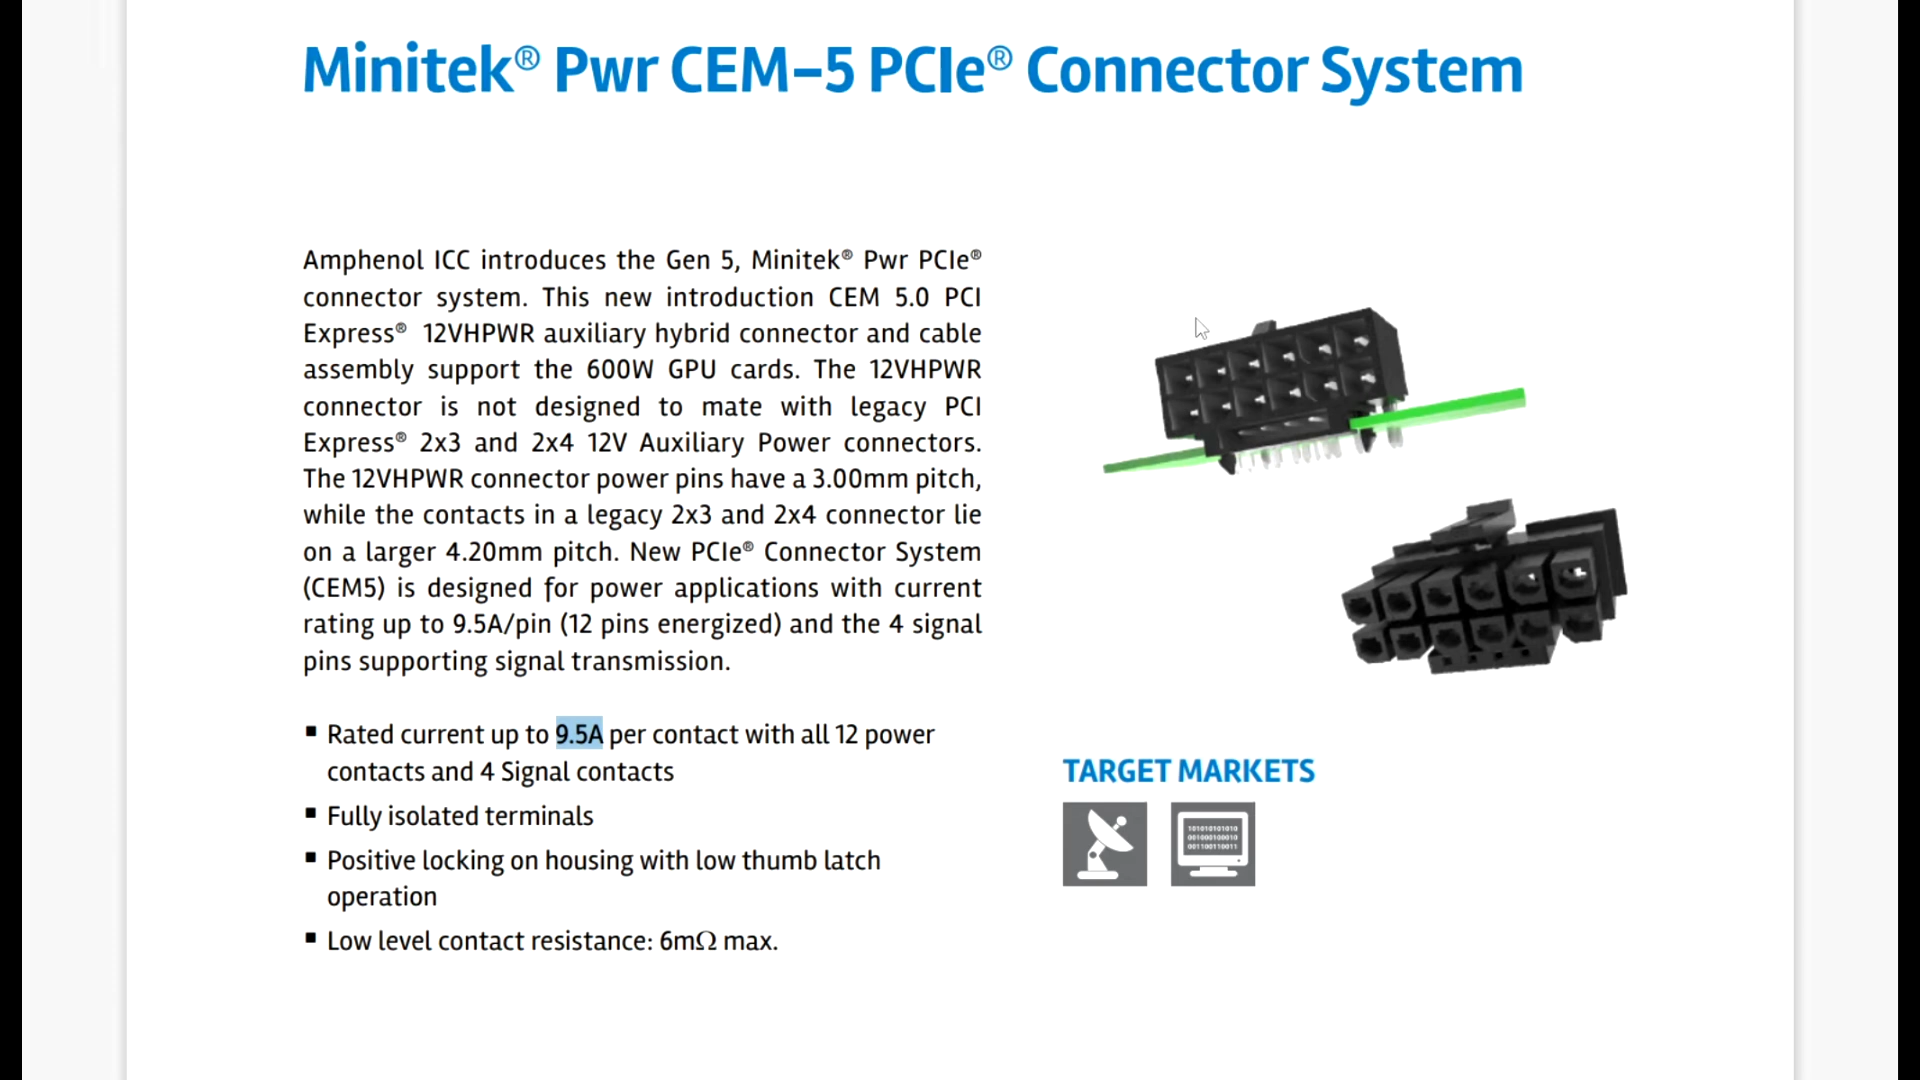 Minitek® Pwr CEM–5 PCIe® Connector System
Amphenol ICC introduces the Gen 5, Minitek® Pwr PCIe®
connector system. This new introduction CEM 5.0 PCI
Express® 12VHPWR auxiliary hybrid connector and cable
assembly support the 600W GPU cards. The 12VHPWR
connector is not designed to mate with legacy PCI
Express® 2x3 and 2x4 12V Auxiliary Power connectors.
The 12VHPWR connector power pins have a 3.00mm pitch,
while the contacts in a legacy 2x3 and 2x4 connector lie
on a larger 4.20mm pitch. New PCIe® Connector System
(CEM5) is designed for power applications with current
rating up to 9.5A/pin (12 pins energized) and the 4 signal
pins supporting signal transmission.
▪ Rated current up to 9.5A per contact with all 12 power
contacts and 4 Signal contacts
▪ Fully isolated terminals
▪ Positive locking on housing with low thumb latch
operation
▪ Low level contact resistance: 6mΩ max.
TARGET MARKETS
101010101010
001000100010
001100110011